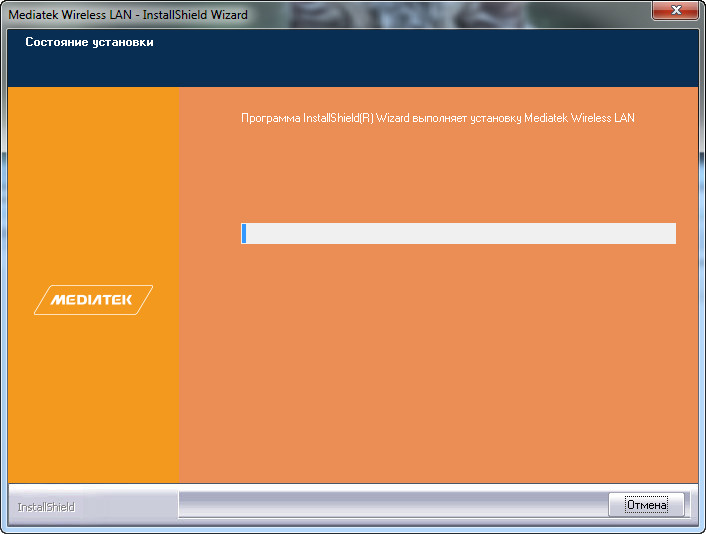 Mediatek Wireless LAN - InstallShield Wizard
Состояние установки
Программа InstallShield(R) Wizard выполняет установку Mediatek Wireless LAN
MEDIATEK
InstallShield
Отмена